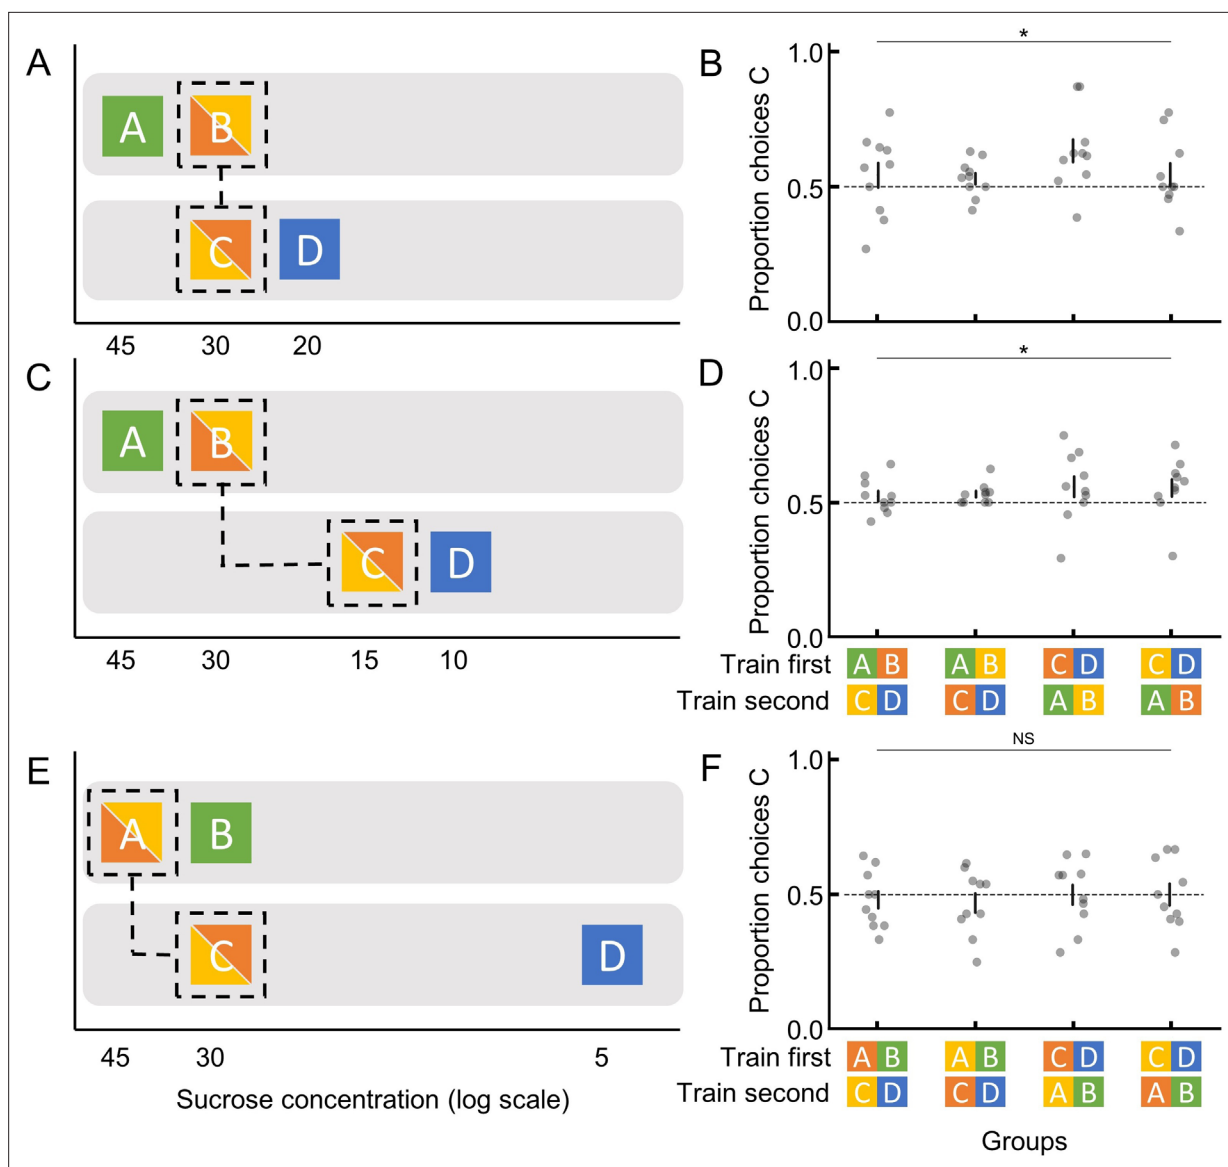 A
A B
C D
45 30 20
B
Proportion choices C
1.0
0.5
0.0
*
C
A B
C D
45 30 15 10
D
Proportion choices C
1.0
0.5
0.0
*
Train first A B A B C D C D
Train second C D C D A B A B
E
A B
C D
45 30 5
Sucrose concentration (log scale)
F
Proportion choices C
1.0
0.5
0.0
NS
Train first A B A B C D C D
Train second C D C D A B A B
Groups